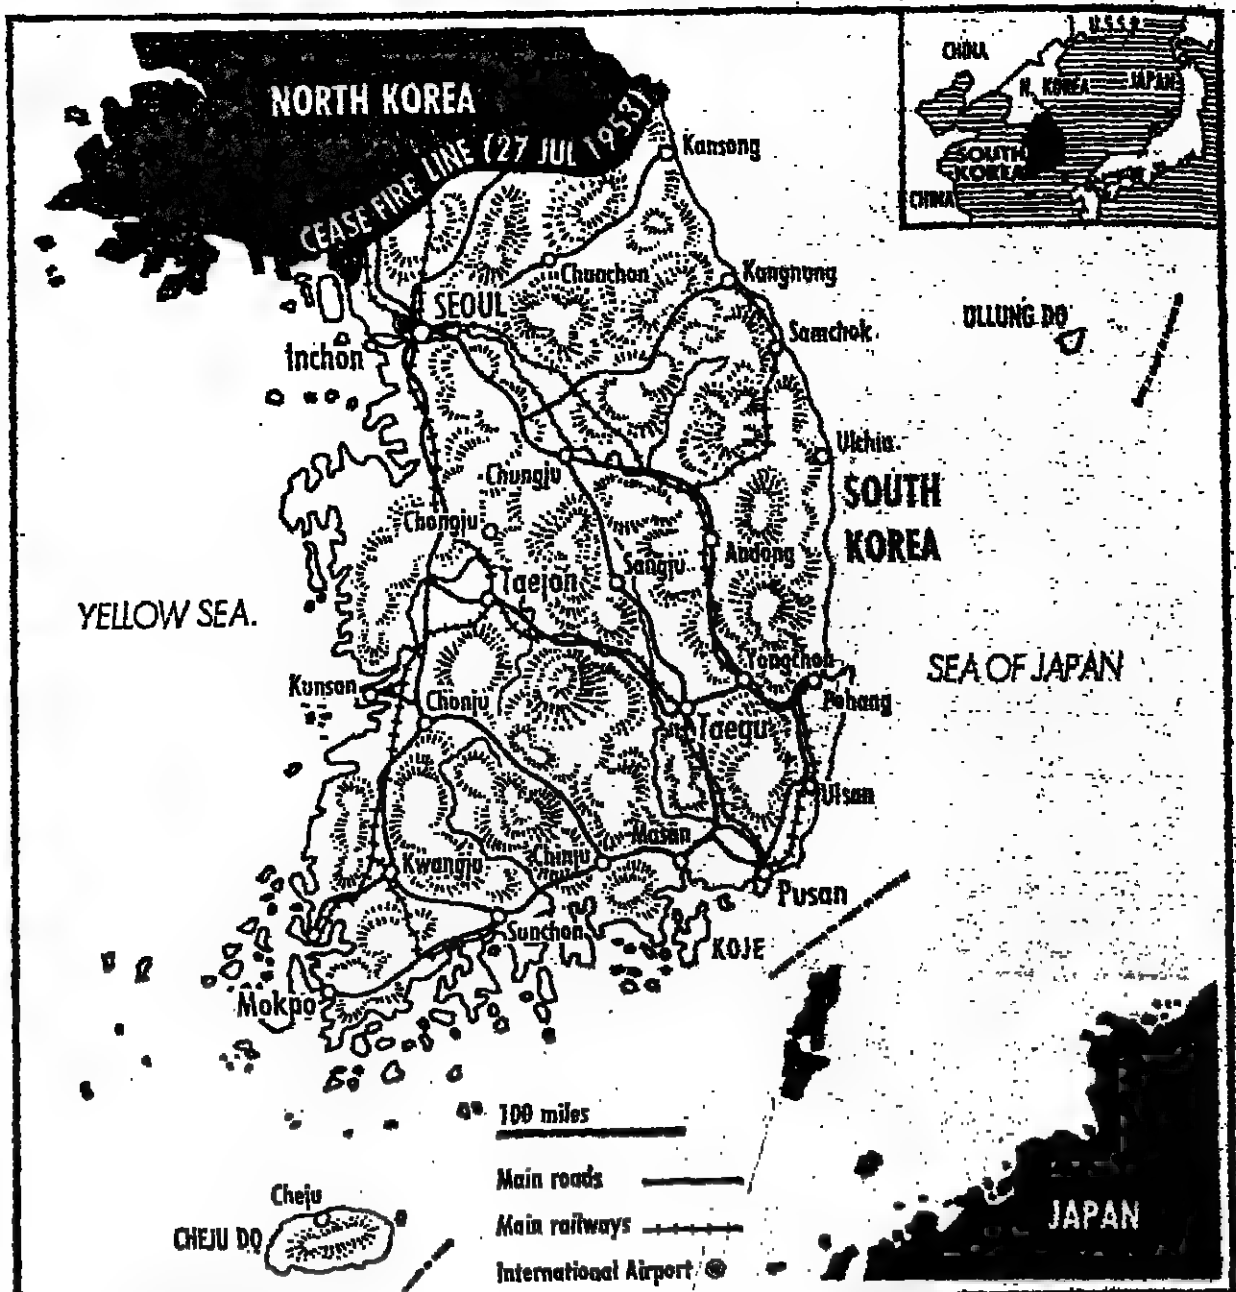 NORTH KOREA
CEASE FIRE LINE (27 JUL 1953)
U.S.S.R.
CHINA
N. KOREA
JAPAN
SOUTH
KOREA
CHINA
Kansong
Chunchon
Kangnung
SEOUL
Inchon
Samchok
ULLUNG DO
Ukhia
Chungju
SOUTH
KOREA
Chongju
Andong
Sangju
Taejon
YELLOW SEA.
SEA OF JAPAN
Yongchon
Pohang
Kunsan
Chonju
Taegu
Ulsan
Masan
Kwangju
Chinju
Pusan
Sunchon
KOJE
Mokpo
100 miles
Main roads
Cheju
CHEJU DO
Main railways
JAPAN
International Airport